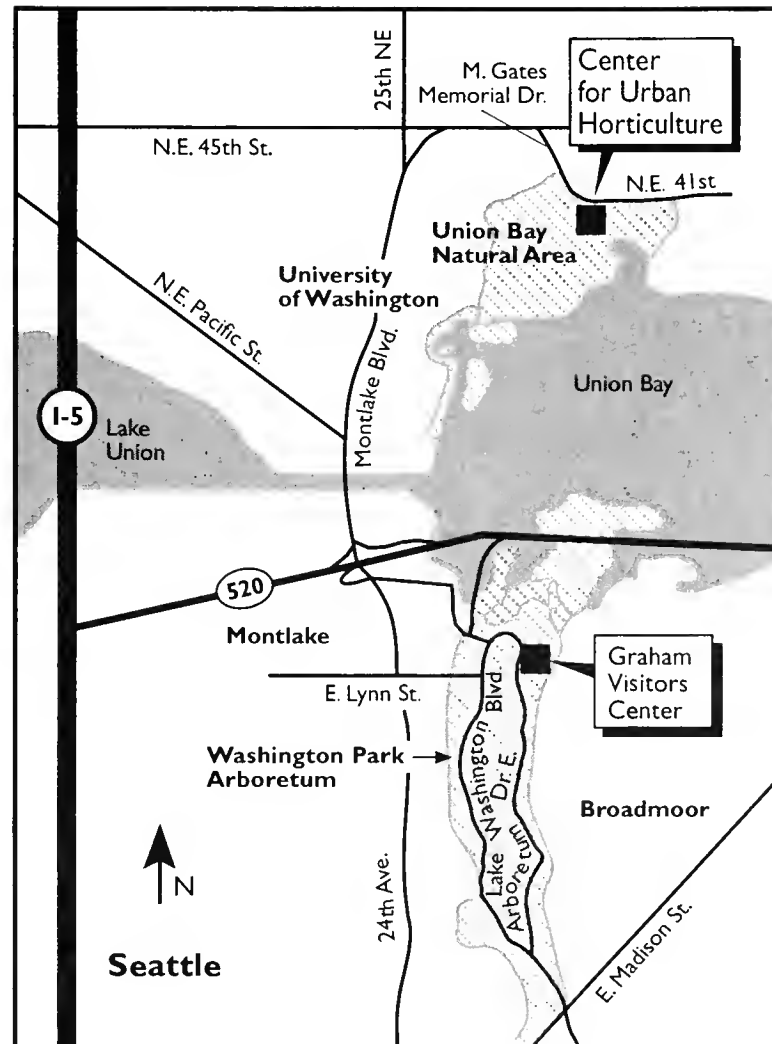 25th NE
M. Gates
Memorial Dr.
Center
for Urban
Horticulture
N.E. 45th St.
N.E. 41st
Union Bay
Natural Area
University
of Washington
N.E. Pacific St.
Montlake Blvd.
Union Bay
I-5
Lake
Union
520
Montlake
E. Lynn St.
Graham
Visitors
Center
Lake Washington Blvd.
Arboretum Dr. E.
Washington Park
Arboretum
Broadmoor
N
24th Ave.
E. Madison St.
Seattle